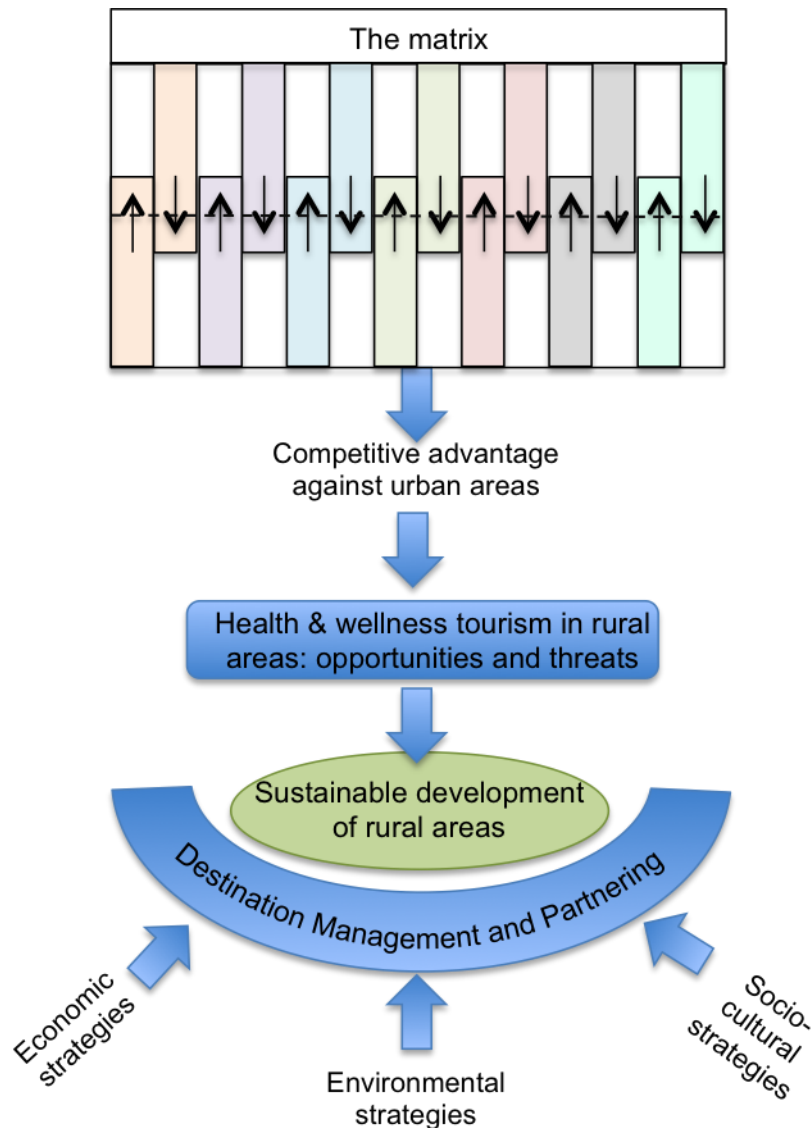 The matrix
Competitive advantage
against urban areas
Health & wellness tourism in rural
areas: opportunities and threats
Sustainable development
of rural areas
Destination Management and Partnering
Economic
strategies
Environmental
strategies
Socio-
cultural
strategies